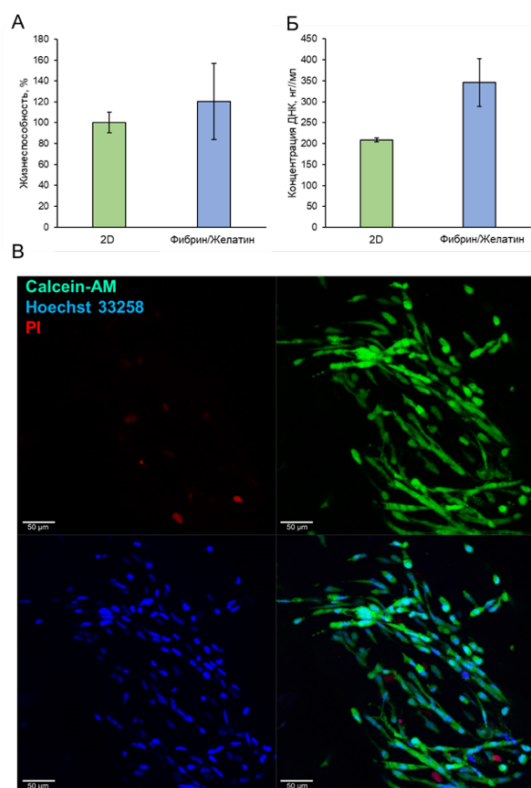 А
Жизнеспособность, %
180
160
140
120
100
80
60
40
20
0
2D
Фибрин/Желатин
Б
Концентрация ДНК, нг//мл
450
400
350
300
250
200
150
100
50
0
2D
Фибрин/Желатин
В
Calcein-AM
Hoechst 33258
PI
50 µm
50 µm
50 µm
50 µm